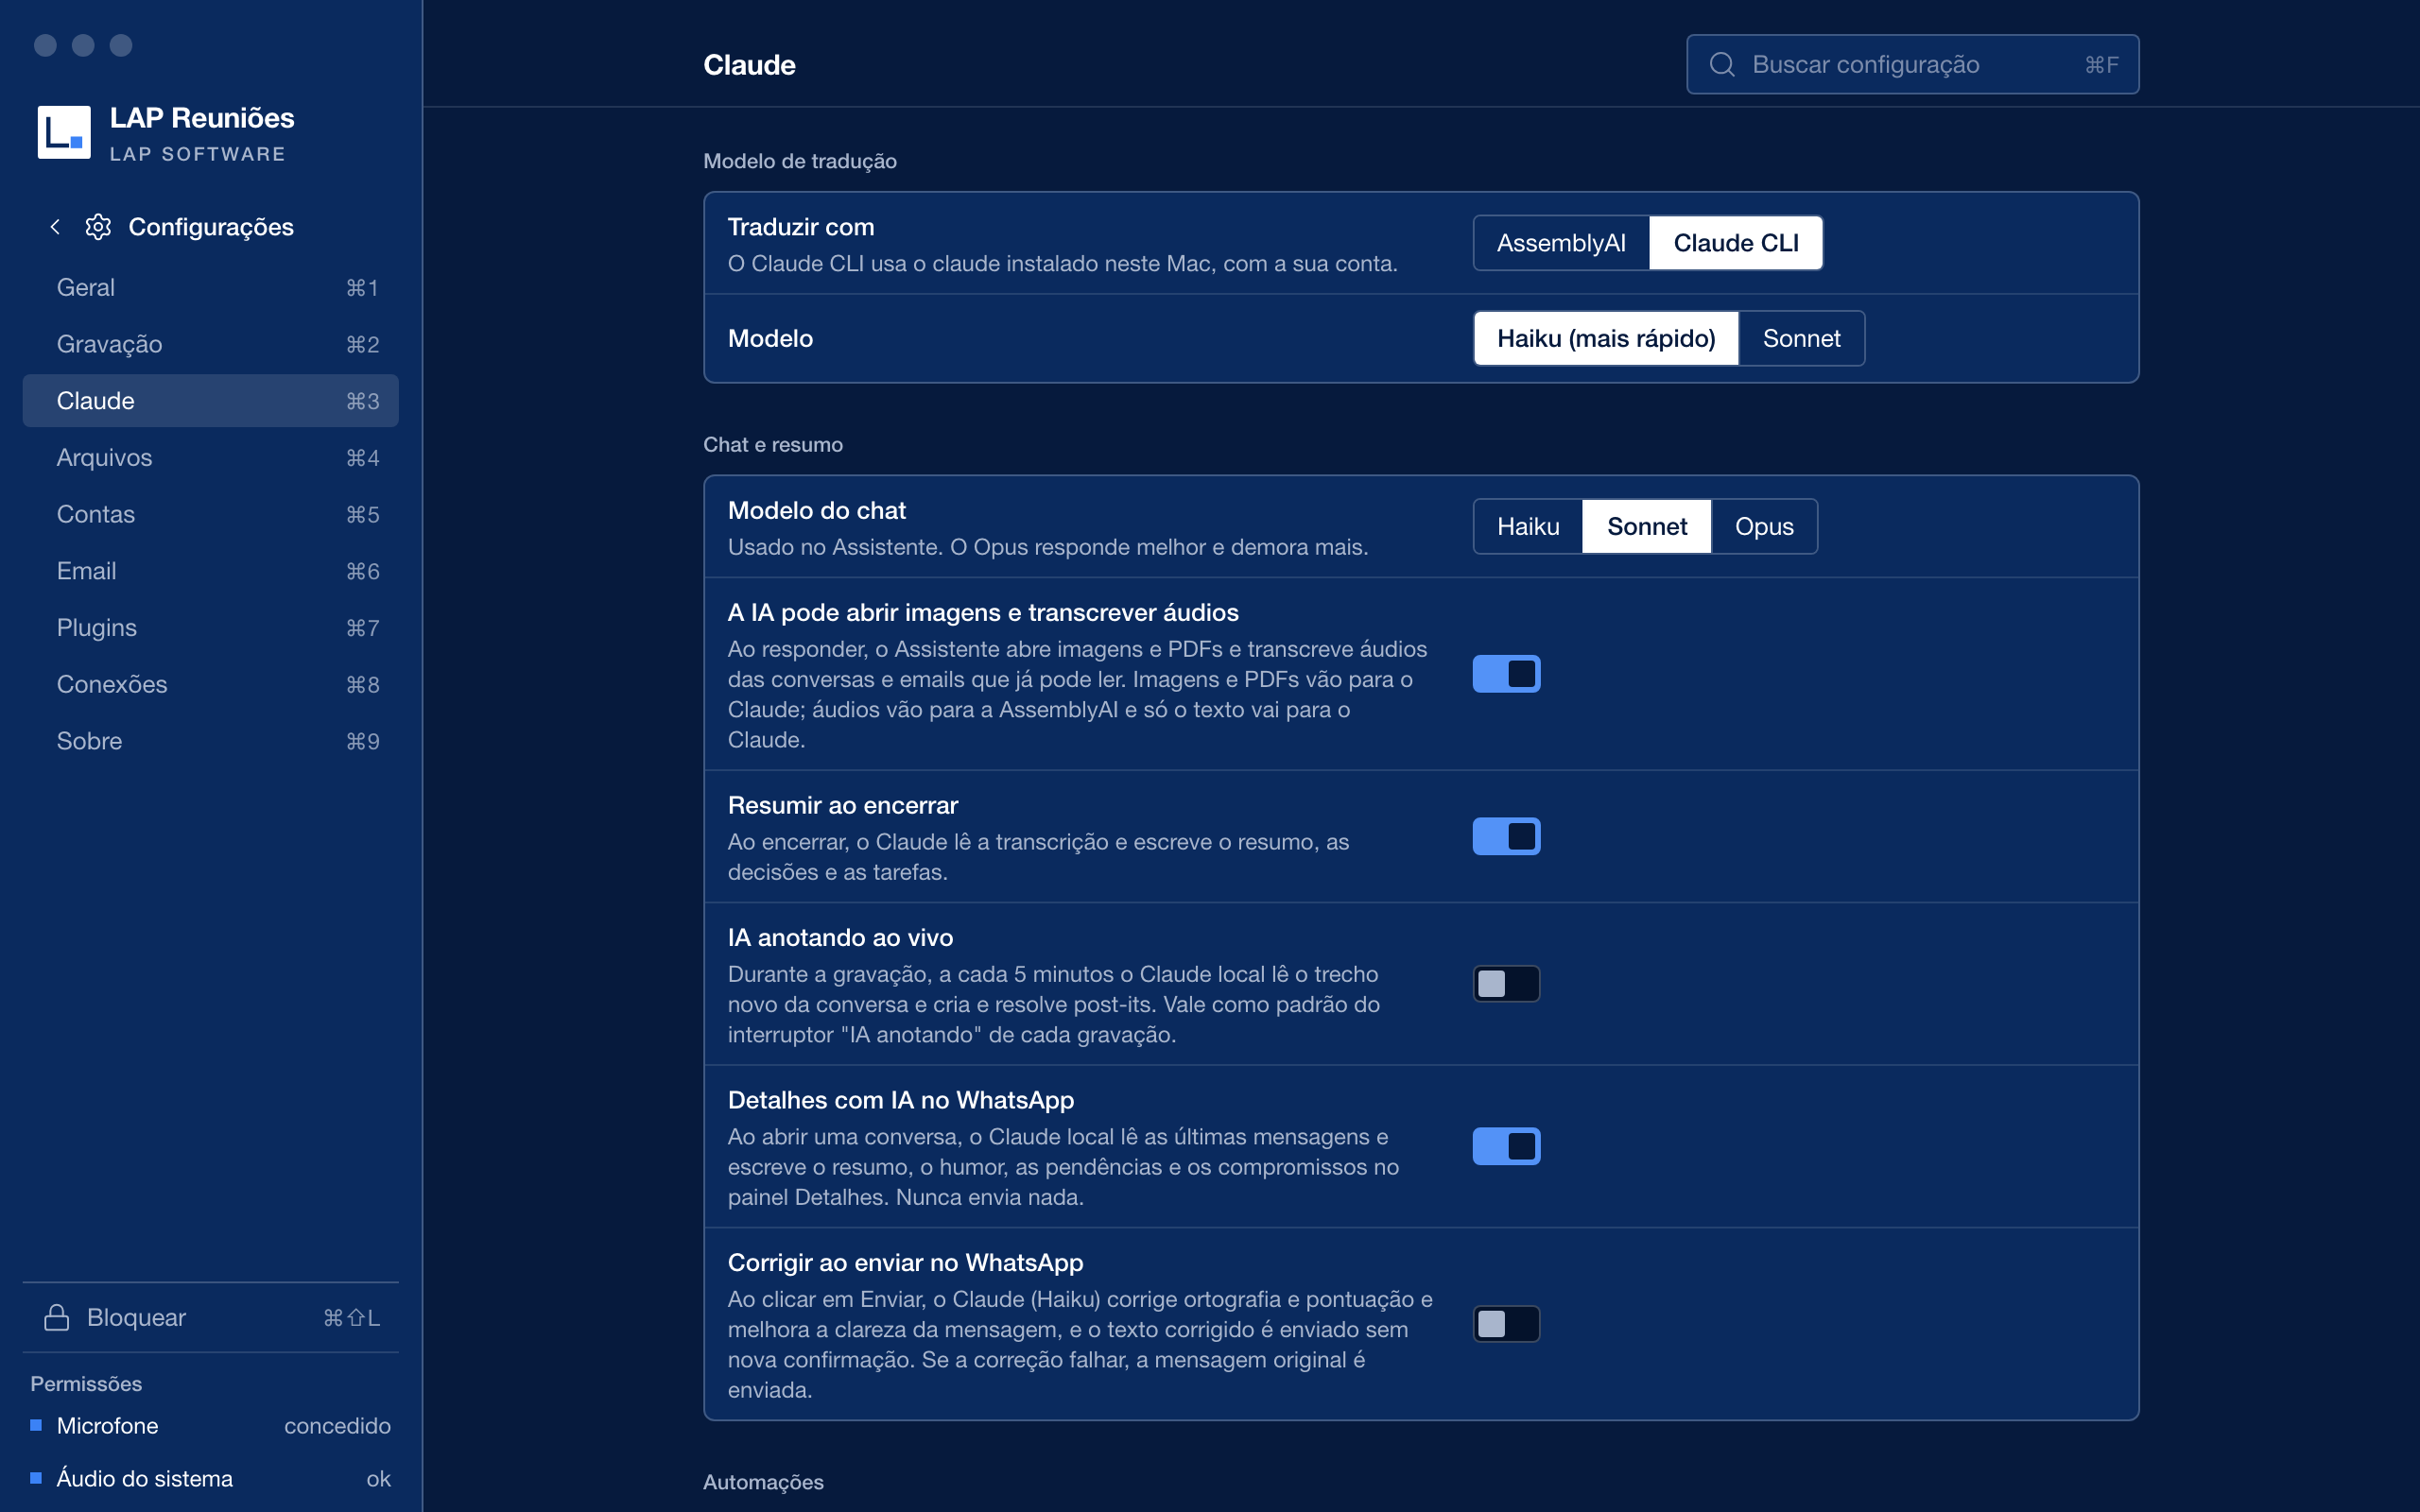 LAP Reuniões
LAP SOFTWARE
Configurações
Geral ⌘1
Gravação ⌘2
Claude ⌘3
Arquivos ⌘4
Contas ⌘5
Email ⌘6
Plugins ⌘7
Conexões ⌘8
Sobre ⌘9
Bloquear ⌘⇧L
Permissões
Microfone concedido
Áudio do sistema ok
Claude
Buscar configuração ⌘F
Modelo de tradução
Traduzir com
O Claude CLI usa o claude instalado neste Mac, com a sua conta.
AssemblyAI Claude CLI
Modelo
Haiku (mais rápido) Sonnet
Chat e resumo
Modelo do chat
Usado no Assistente. O Opus responde melhor e demora mais.
Haiku Sonnet Opus
A IA pode abrir imagens e transcrever áudios
Ao responder, o Assistente abre imagens e PDFs e transcreve áudios
das conversas e emails que já pode ler. Imagens e PDFs vão para o
Claude; áudios vão para a AssemblyAI e só o texto vai para o
Claude.
Resumir ao encerrar
Ao encerrar, o Claude lê a transcrição e escreve o resumo, as
decisões e as tarefas.
IA anotando ao vivo
Durante a gravação, a cada 5 minutos o Claude local lê o trecho
novo da conversa e cria e resolve post-its. Vale como padrão do
interruptor "IA anotando" de cada gravação.
Detalhes com IA no WhatsApp
Ao abrir uma conversa, o Claude local lê as últimas mensagens e
escreve o resumo, o humor, as pendências e os compromissos no
painel Detalhes. Nunca envia nada.
Corrigir ao enviar no WhatsApp
Ao clicar em Enviar, o Claude (Haiku) corrige ortografia e pontuação e
melhora a clareza da mensagem, e o texto corrigido é enviado sem
nova confirmação. Se a correção falhar, a mensagem original é
enviada.
Automações